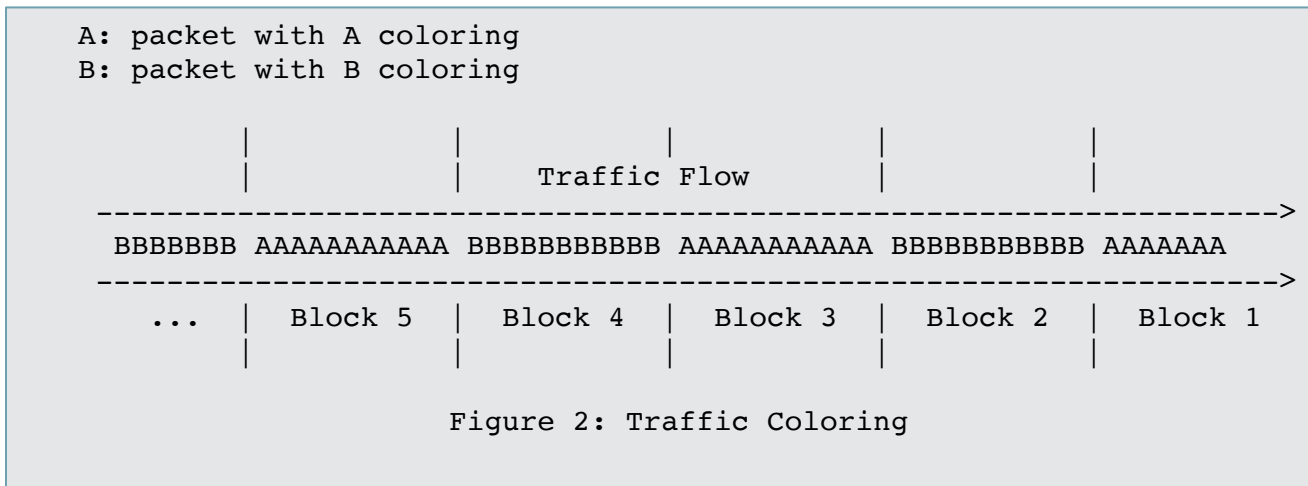 A: packet with A coloring
B: packet with B coloring
| | | | |
| | Traffic Flow | |
------------------------------------------------------------------->
BBBBBBB AAAAAAAAAAA BBBBBBBBBBB AAAAAAAAAAA BBBBBBBBBBB AAAAAAA
------------------------------------------------------------------->
... | Block 5 | Block 4 | Block 3 | Block 2 | Block 1
| | | | |
Figure 2: Traffic Coloring